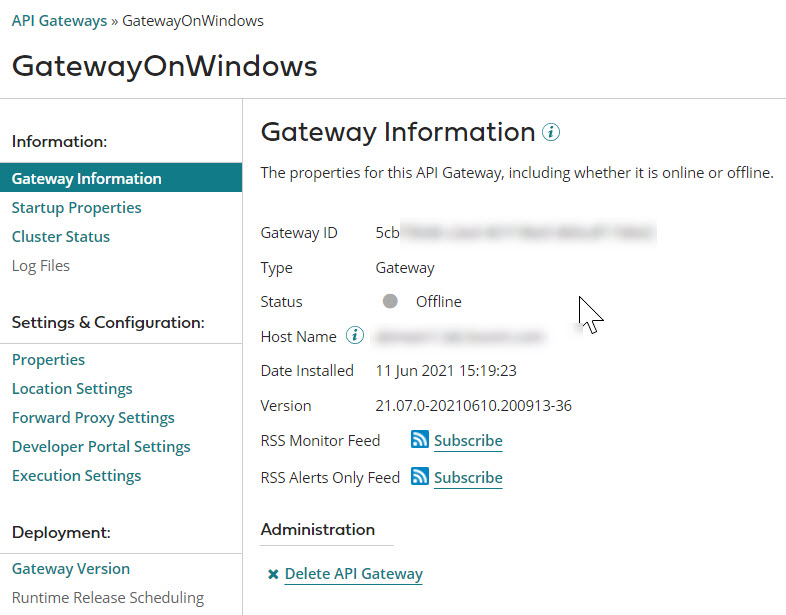 API Gateways » GatewayOnWindows
GatewayOnWindows
Information:
Gateway Information
Startup Properties
Cluster Status
Log Files
Settings & Configuration:
Properties
Location Settings
Forward Proxy Settings
Developer Portal Settings
Execution Settings
Deployment:
Gateway Version
Runtime Release Scheduling
Gateway Information
The properties for this API Gateway, including whether it is online or offline.
Gateway ID 5cb
Type Gateway
Status Offline
Host Name
Date Installed 11 Jun 2021 15:19:23
Version 21.07.0-20210610.200913-36
RSS Monitor Feed Subscribe
RSS Alerts Only Feed Subscribe
Administration
Delete API Gateway